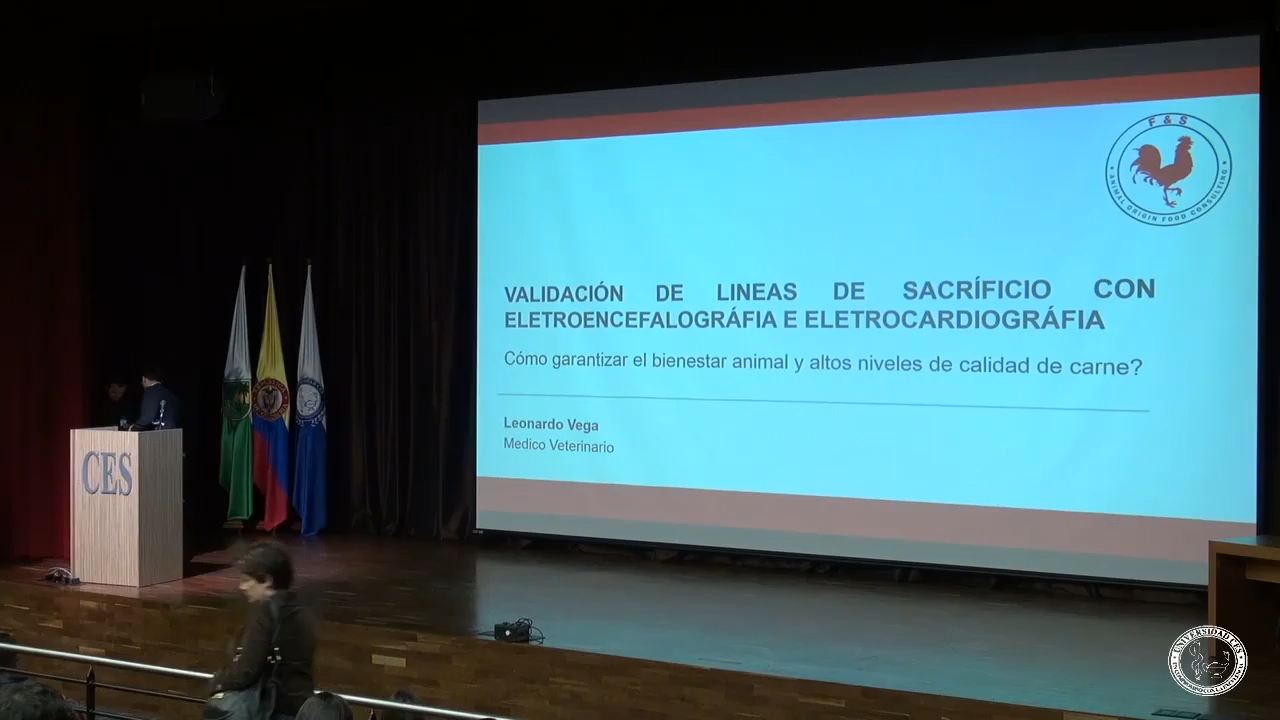 F & S
ANIMAL ORIGIN FOOD CONSULTING
VALIDACIÓN DE LINEAS DE SACRÍFICIO CON
ELETROENCEFALOGRÁFIA E ELETROCARDIOGRÁFIA
Cómo garantizar el bienestar animal y altos niveles de calidad de carne?
Leonardo Vega
Medico Veterinario
CES
UNIVERSIDAD CES